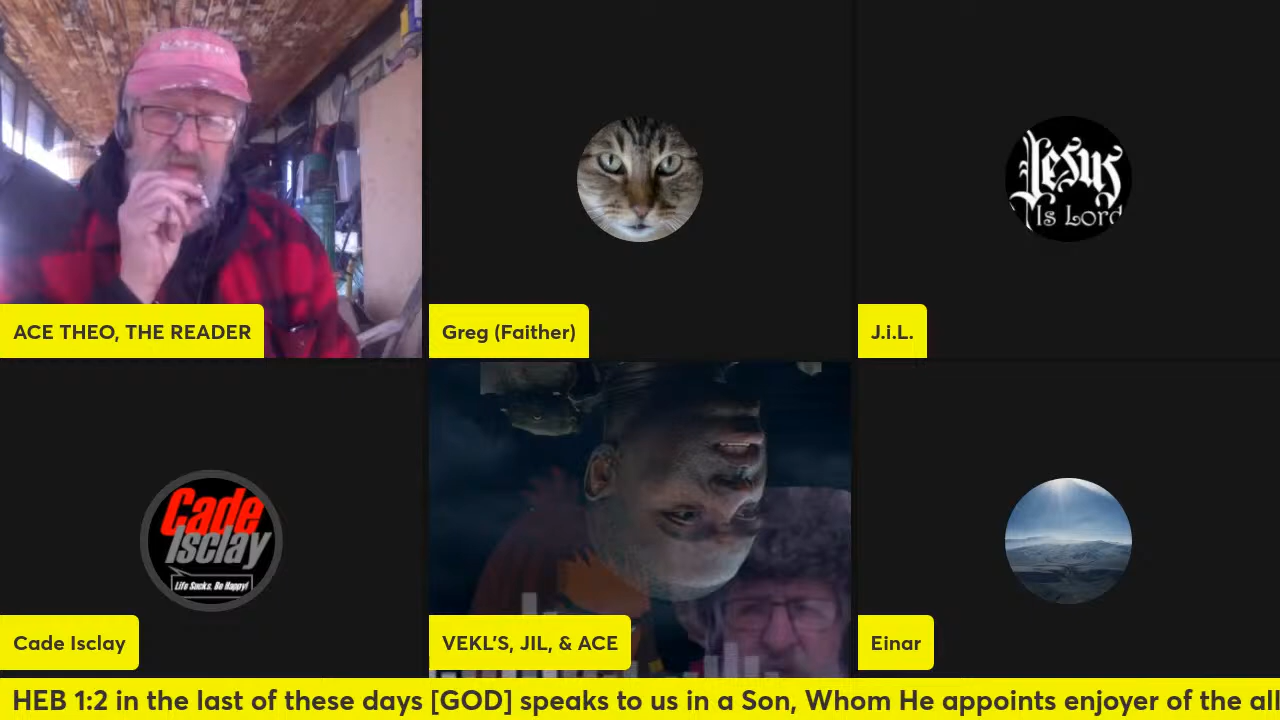 ACE THEO, THE READER
Greg (Faither)
Jesus
Is Lord
J.i.L.
Cade
Isclay
Life Sucks. Be Happy!
Cade Isclay
VEKL'S, JIL, & ACE
Einar
HEB 1:2 in the last of these days [GOD] speaks to us in a Son, Whom He appoints enjoyer of the all